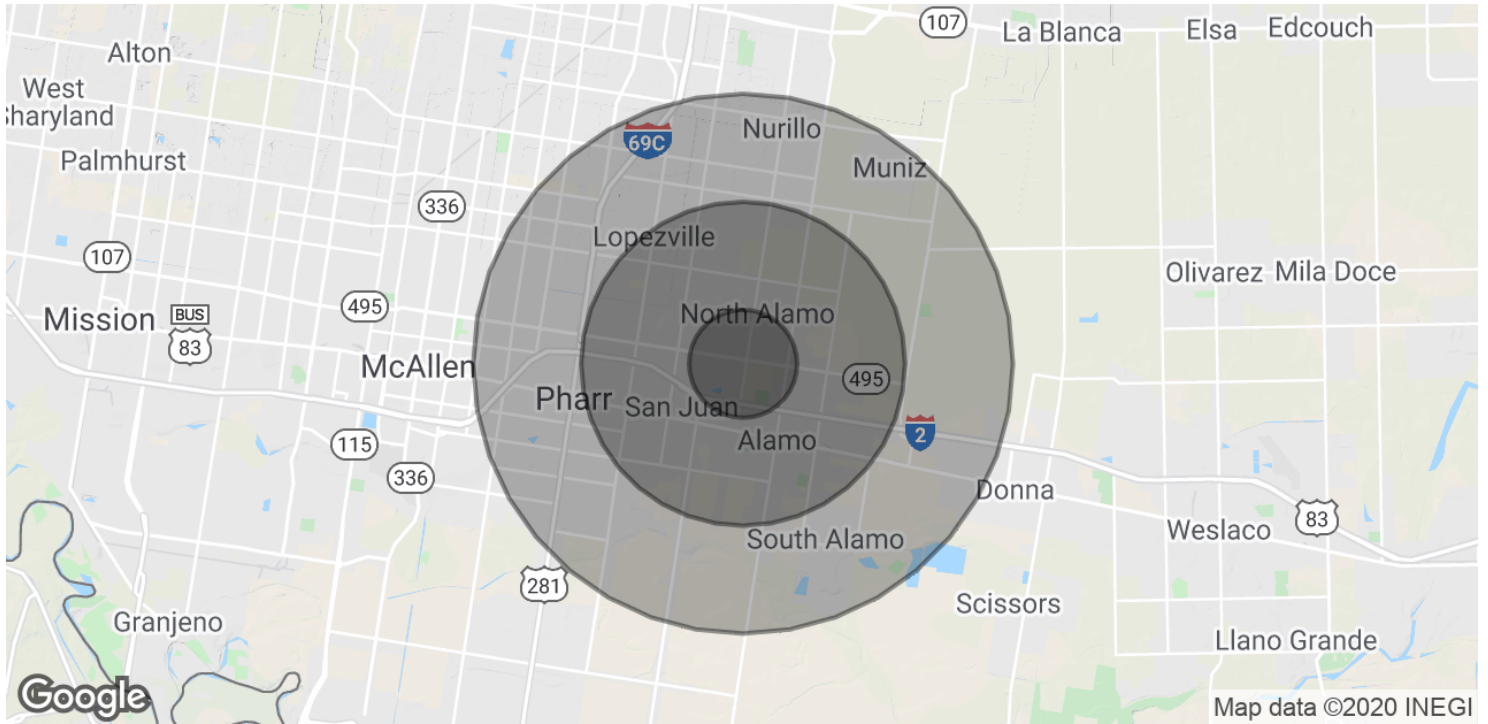 107
La Blanca
Elsa
Edcouch
Alton
West
Sharyland
Palmhurst
69C
Nurillo
Muniz
336
Lopezville
107
Olivarez
Mila Doce
495
North Alamo
Mission
BUS
83
McAllen
495
Pharr
San Juan
Alamo
2
115
336
Donna
83
Weslaco
South Alamo
281
Scissors
Granjeno
Llano Grande
Google
Map data ©2020 INEGI